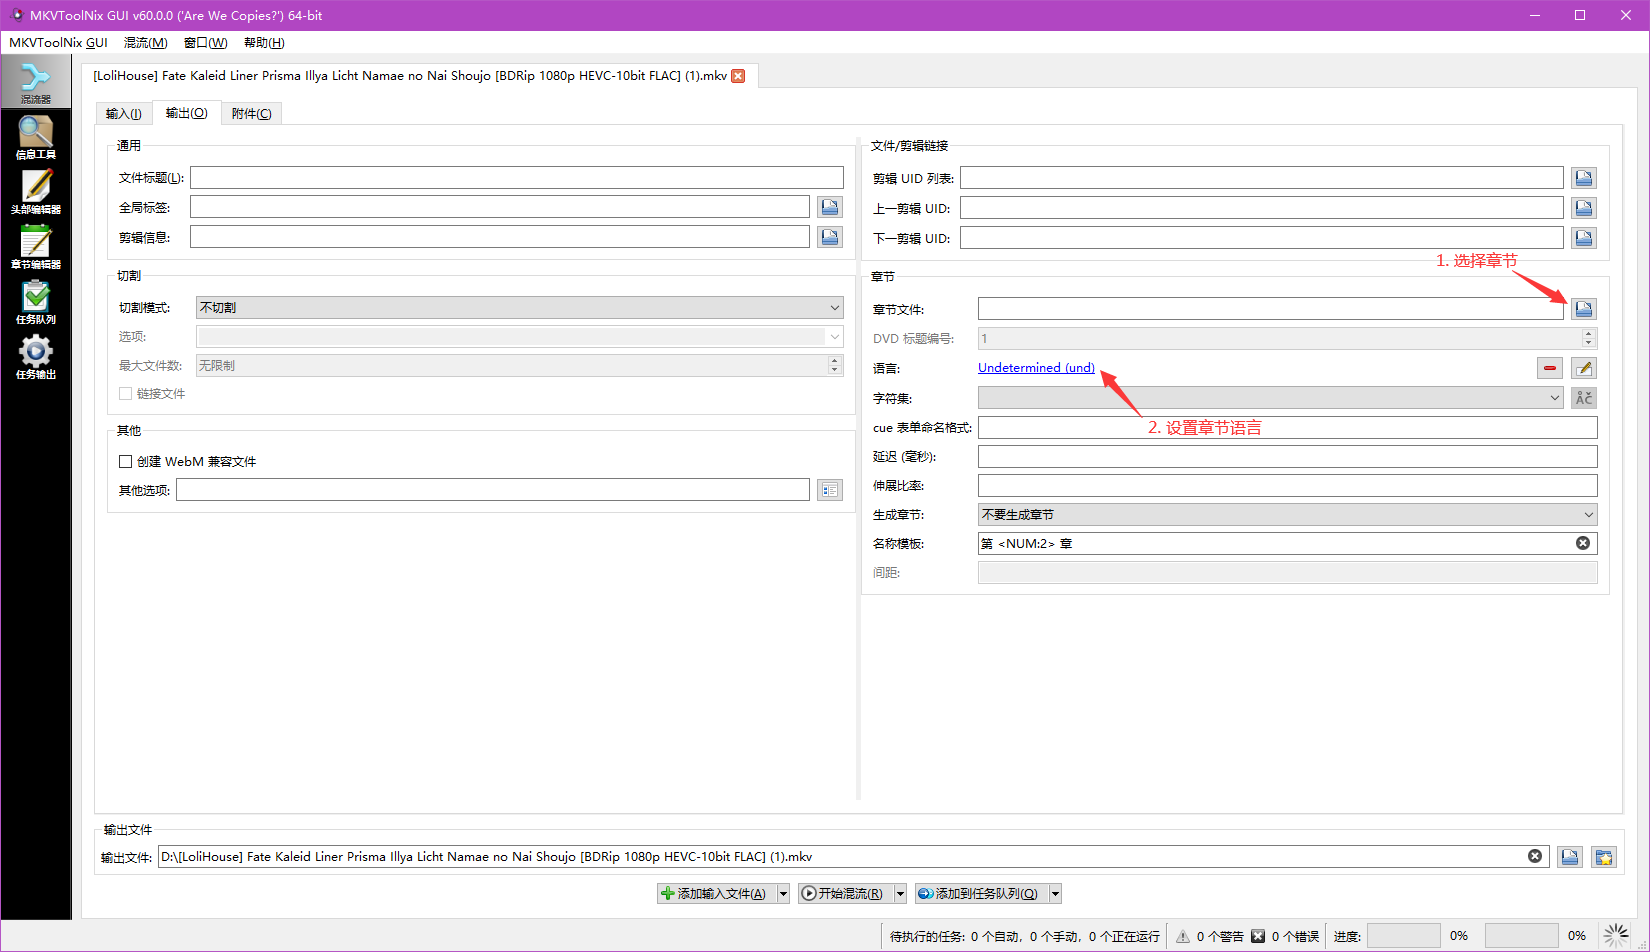 MKVToolNix GUI v60.0.0 ('Are We Copies?') 64-bit
MKVToolNix GUI 混流(M) 窗口(W) 帮助(H)
混流器
信息工具
头部编辑器
章节编辑器
任务队列
任务输出
[LoliHouse] Fate Kaleid Liner Prisma Illya Licht Namae no Nai Shoujo [BDRip 1080p HEVC-10bit FLAC] (1).mkv
输入(I) 输出(O) 附件(C)
通用
文件标题(L):
全局标签:
剪辑信息:
切割
切割模式: 不切割
选项:
最大文件数: 无限制
链接文件
其他
创建 WebM 兼容文件
其他选项:
文件/剪辑链接
剪辑 UID 列表:
上一剪辑 UID:
下一剪辑 UID:
1. 选择章节
章节
章节文件:
DVD 标题编号: 1
语言: Undetermined (und)
字符集: ÀČ
2. 设置章节语言
cue 表单命名格式:
延迟 (毫秒):
伸展比率:
生成章节: 不要生成章节
名称模板: 第 <NUM:2> 章
间距:
输出文件
输出文件: D:\[LoliHouse] Fate Kaleid Liner Prisma Illya Licht Namae no Nai Shoujo [BDRip 1080p HEVC-10bit FLAC] (1).mkv
添加输入文件(A) 开始混流(R) 添加到任务队列(Q)
待执行的任务: 0 个自动, 0 个手动, 0 个正在运行 0 个警告 0 个错误 进度: 0% 0%